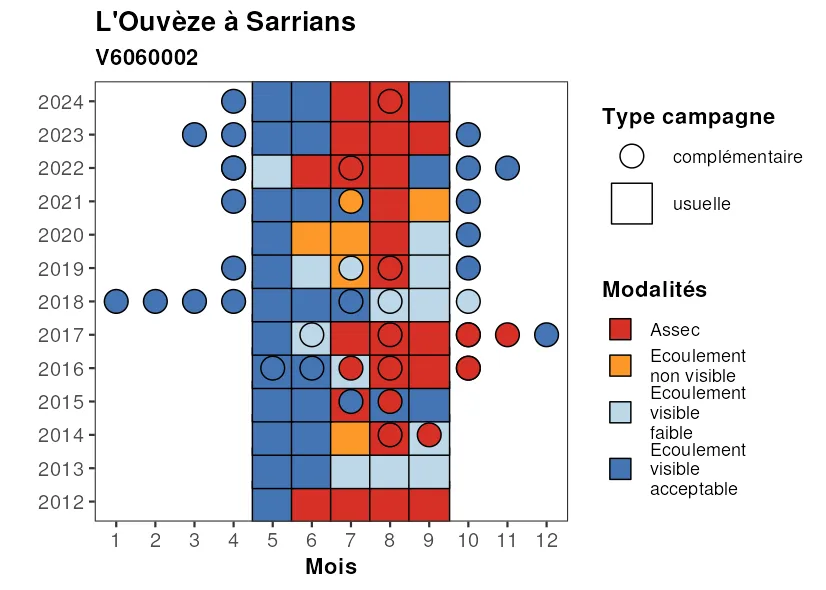 L'Ouvèze à Sarrians
V6060002
2024
2023
2022
2021
2020
2019
2018
2017
2016
2015
2014
2013
2012
1 2 3 4 5 6 7 8 9 10 11 12
Mois
Type campagne
complémentaire
usuelle
Modalités
Assec
Ecoulement
non visible
Ecoulement
visible
faible
Ecoulement
visible
acceptable